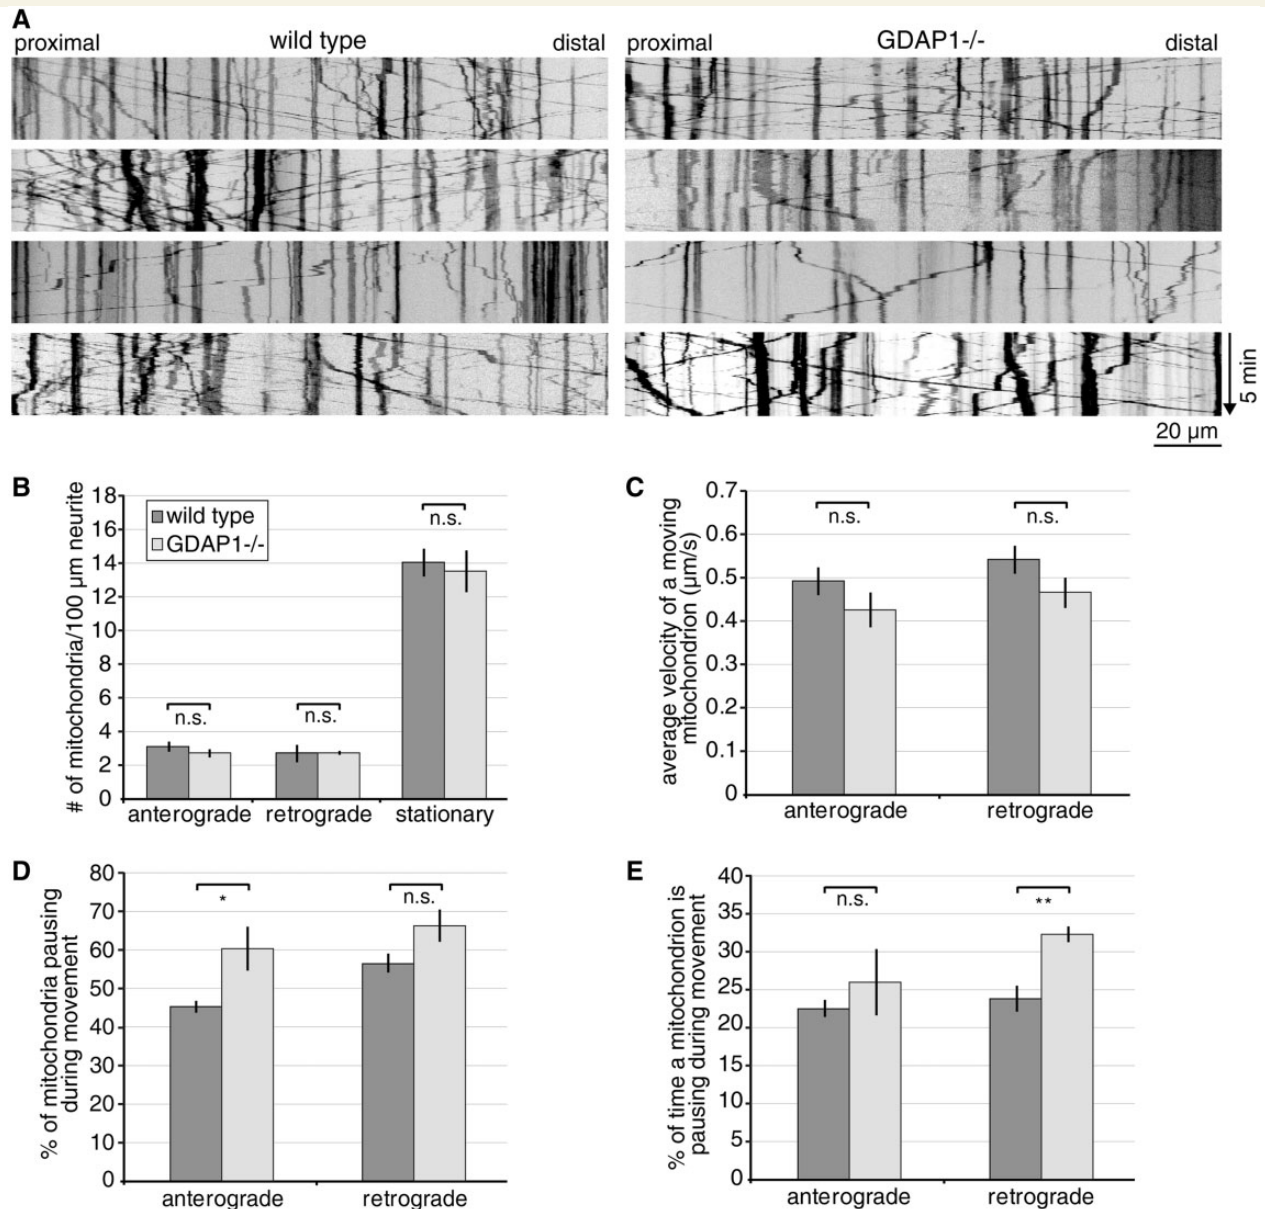 A
proximal wild type distal
proximal GDAP1-/- distal
5 min
20 µm
B
# of mitochondria/100 µm neurite
18
16
14
12
10
8
6
4
2
0
wild type
GDAP1-/-
n.s.
n.s.
n.s.
anterograde retrograde stationary
C
average velocity of a moving
mitochondrion (µm/s)
0.7
0.6
0.5
0.4
0.3
0.2
0.1
0
n.s.
n.s.
anterograde retrograde
D
% of mitochondria pausing
during movement
80
70
60
50
40
30
20
10
0
*
n.s.
anterograde retrograde
E
% of time a mitochondrion is
pausing during movement
40
35
30
25
20
15
10
5
0
n.s.
**
anterograde retrograde